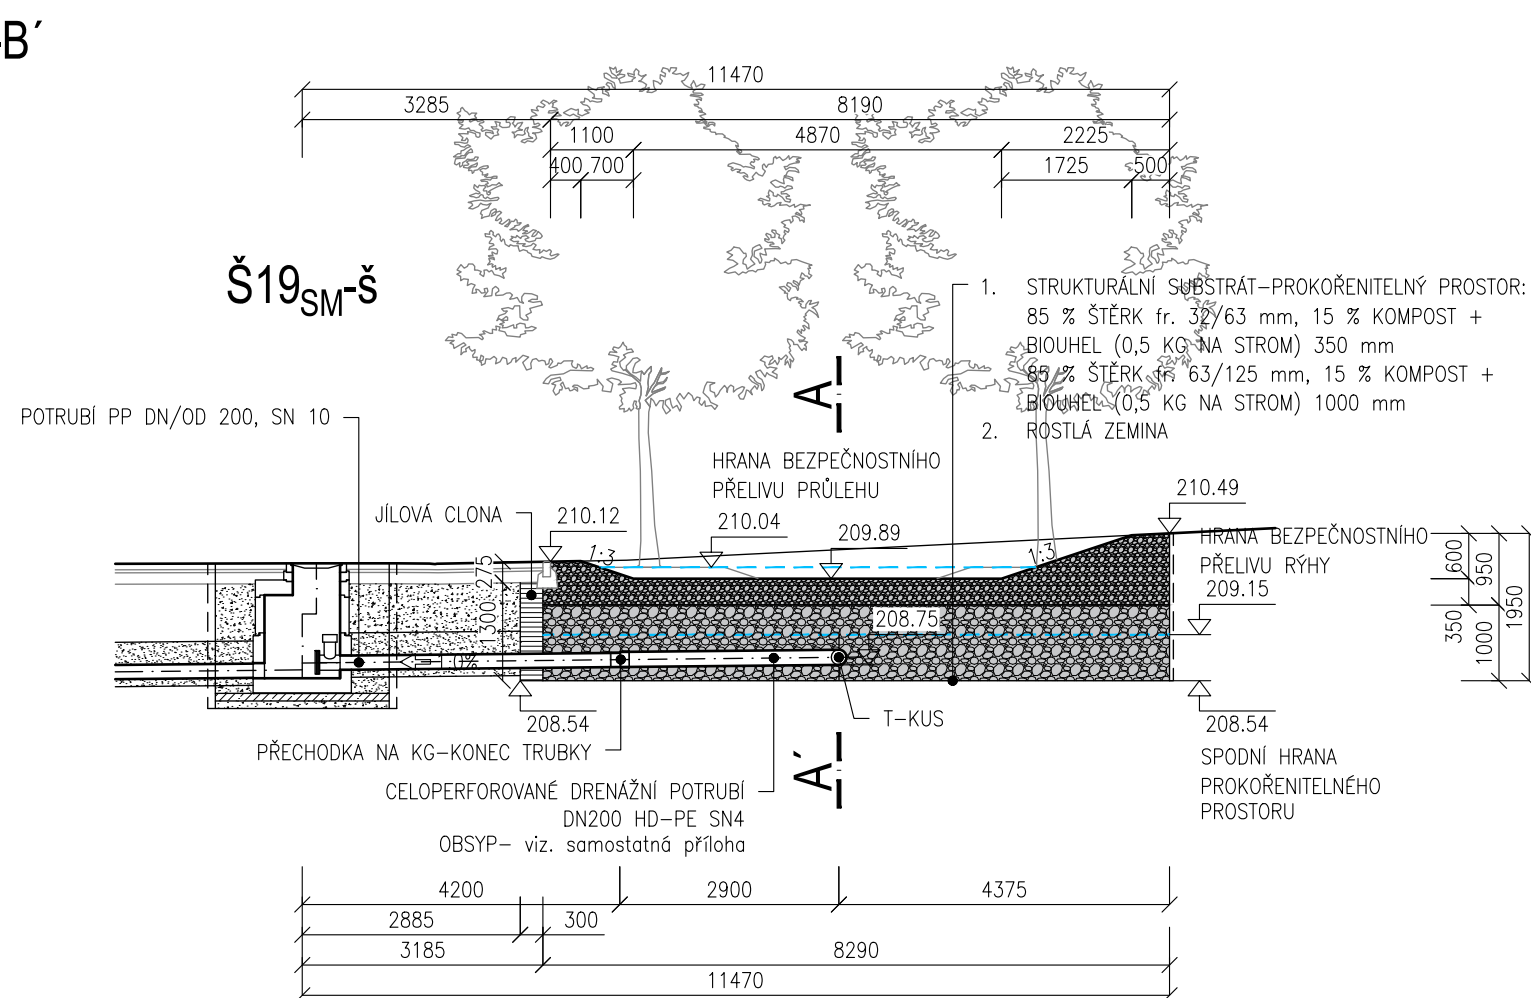 -B´
11470
3285
8190
1100
4870
2225
400
700
1725
500
Š19SM-š
1. STRUKTURÁLNÍ SUBSTRÁT-PROKOŘENITELNÝ PROSTOR:
85 % ŠTĚRK fr. 32/63 mm, 15 % KOMPOST +
BIOUHEL (0,5 KG NA STROM) 350 mm
85 % ŠTĚRK fr. 63/125 mm, 15 % KOMPOST +
BIOUHEL (0,5 KG NA STROM) 1000 mm
2. ROSTLÁ ZEMINA
A
POTRUBÍ PP DN/OD 200, SN 10
HRANA BEZPEČNOSTNÍHO
PŘELIVU PRŮLEHU
JÍLOVÁ CLONA
210.12
210.04
209.89
210.49
HRANA BEZPEČNOSTNÍHO
PŘELIVU RÝHY
209.15
1:3
1:3
275
1300
600
950
1950
350
1000
208.75
208.54
T-KUS
208.54
PŘECHODKA NA KG-KONEC TRUBKY
SPODNÍ HRANA
PROKOŘENITELNÉHO
PROSTORU
A´
CELOPERFOROVANÉ DRENÁŽNÍ POTRUBÍ
DN200 HD-PE SN4
OBSYP- viz. samostatná příloha
4200
2900
4375
2885
300
3185
8290
11470